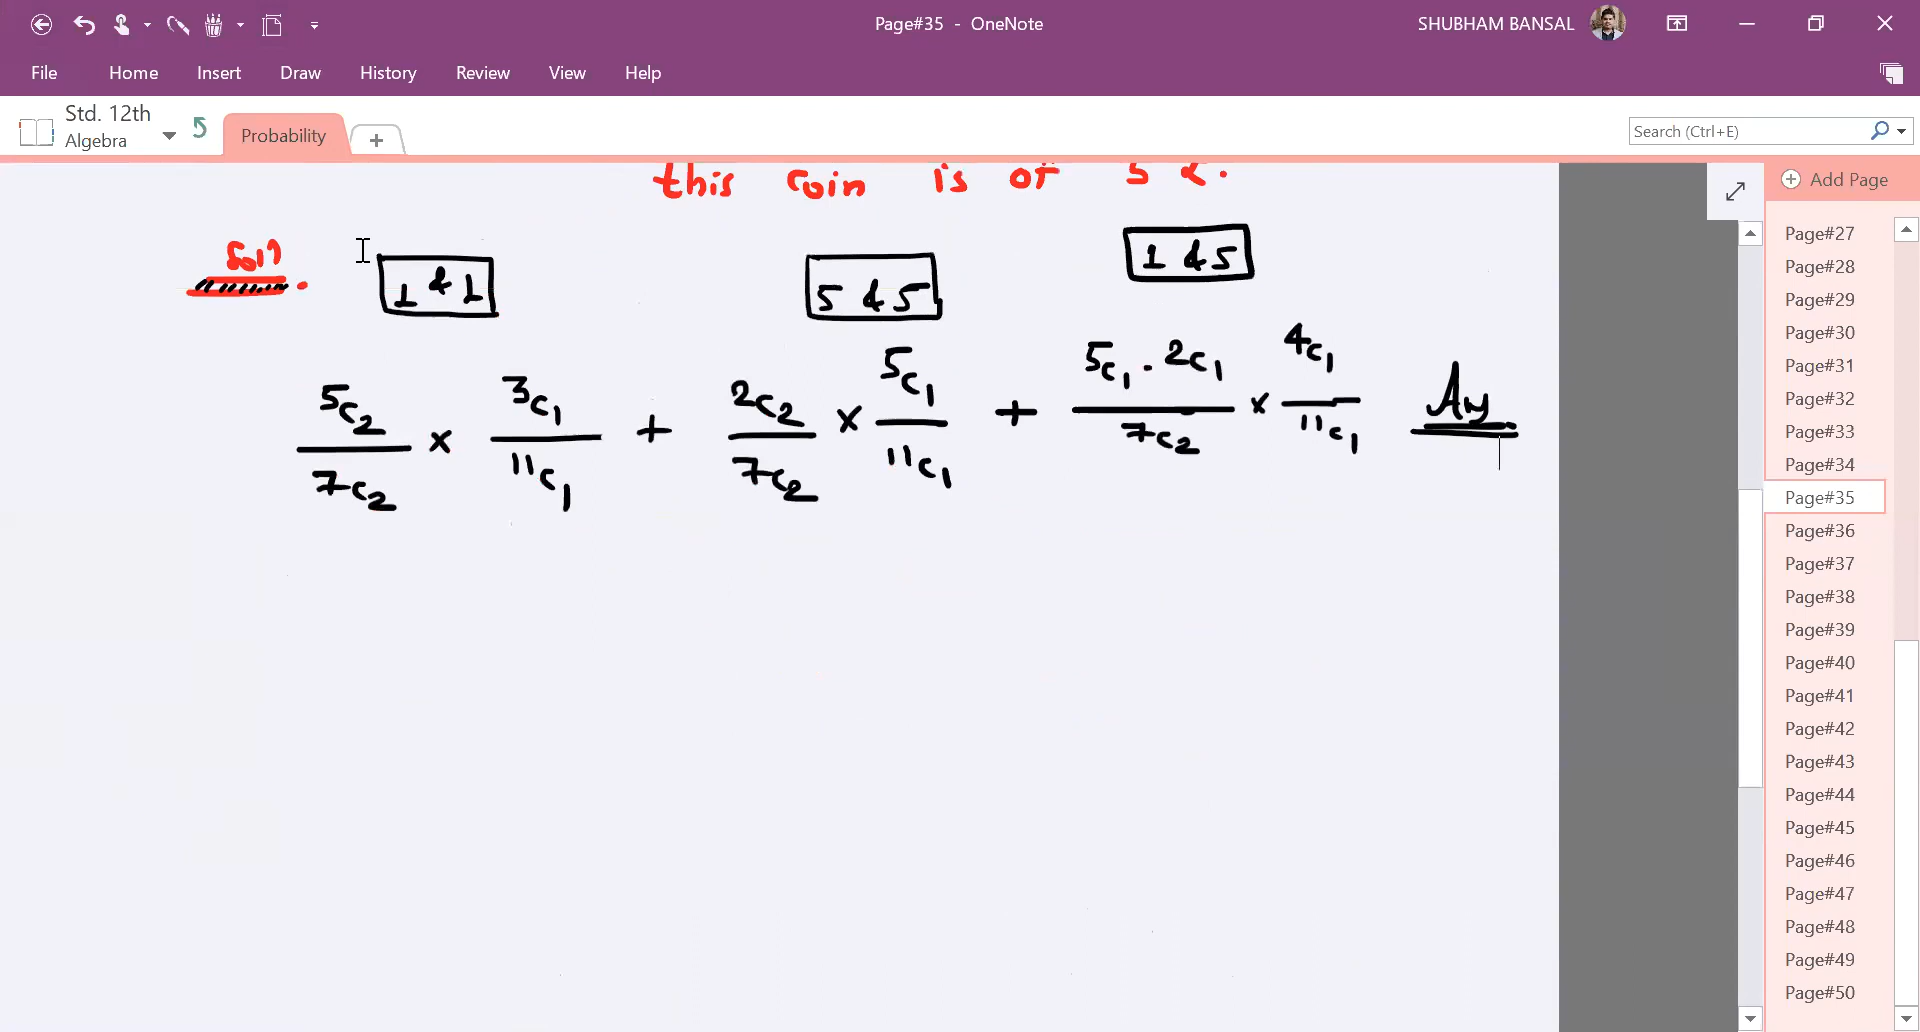 Page#35 - OneNote
SHUBHAM BANSAL
File Home Insert Draw History Review View Help
Std. 12th
Algebra
Probability
Search (Ctrl+E)
Add Page
this coin is of 5 ₹.
Sol?
1 & 1
5 & 5
1 & 5
5C2/7C2 × 3C1/11C1 + 2C2/7C2 × 5C1/11C1 + 5C1 . 2C1/7C2 × 4C1/11C1 Ans
Page#27
Page#28
Page#29
Page#30
Page#31
Page#32
Page#33
Page#34
Page#35
Page#36
Page#37
Page#38
Page#39
Page#40
Page#41
Page#42
Page#43
Page#44
Page#45
Page#46
Page#47
Page#48
Page#49
Page#50